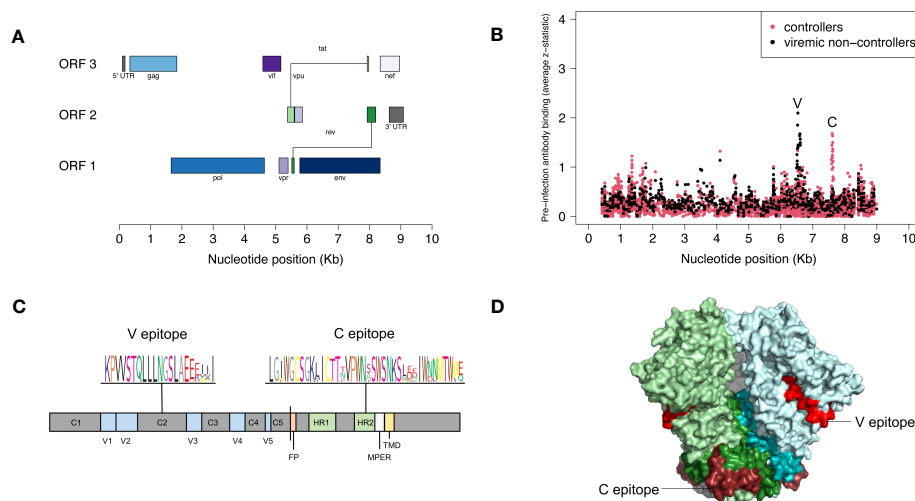 A
tat
ORF 3
5' UTR
gag
vif
vpu
nef
ORF 2
3' UTR
rev
ORF 1
pol
vpr
env
0 1 2 3 4 5 6 7 8 9 10
Nucleotide position (Kb)
B
controllers
viremic non−controllers
V
C
Pre−infection antibody binding (average z−statistic)
4
3
2
1
0
0 1 2 3 4 5 6 7 8 9 10
Nucleotide position (Kb)
C
V epitope
C epitope
C1 C2 C3 C4 C5 HR1 HR2
V1 V2 V3 V4 V5
TMD
FP
MPER
D
V epitope
C epitope